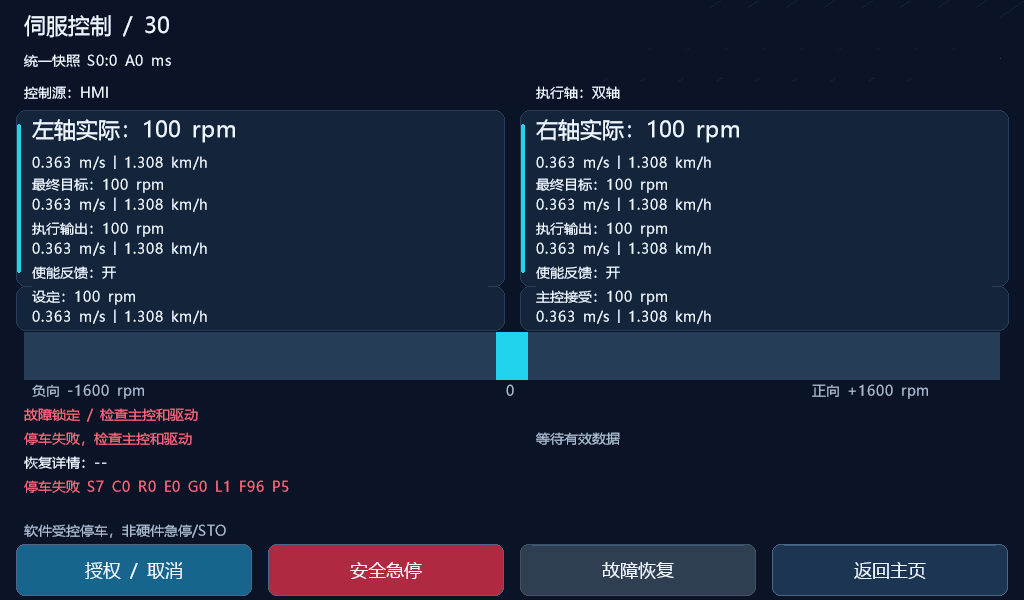 伺服控制 / 30
统一快照 S0:0 A0 ms
控制源: HMI
执行轴: 双轴
左轴实际: 100 rpm
0.363 m/s | 1.308 km/h
最终目标: 100 rpm
0.363 m/s | 1.308 km/h
执行输出: 100 rpm
0.363 m/s | 1.308 km/h
使能反馈: 开
设定: 100 rpm
0.363 m/s | 1.308 km/h
右轴实际: 100 rpm
0.363 m/s | 1.308 km/h
最终目标: 100 rpm
0.363 m/s | 1.308 km/h
执行输出: 100 rpm
0.363 m/s | 1.308 km/h
使能反馈: 开
主控接受: 100 rpm
0.363 m/s | 1.308 km/h
负向 -1600 rpm
0
正向 +1600 rpm
故障锁定 / 检查主控和驱动
停车失败, 检查主控和驱动
等待有效数据
恢复详情: --
停车失败 S7 C0 R0 E0 G0 L1 F96 P5
软件受控停车, 非硬件急停/STO
授权 / 取消
安全急停
故障恢复
返回主页